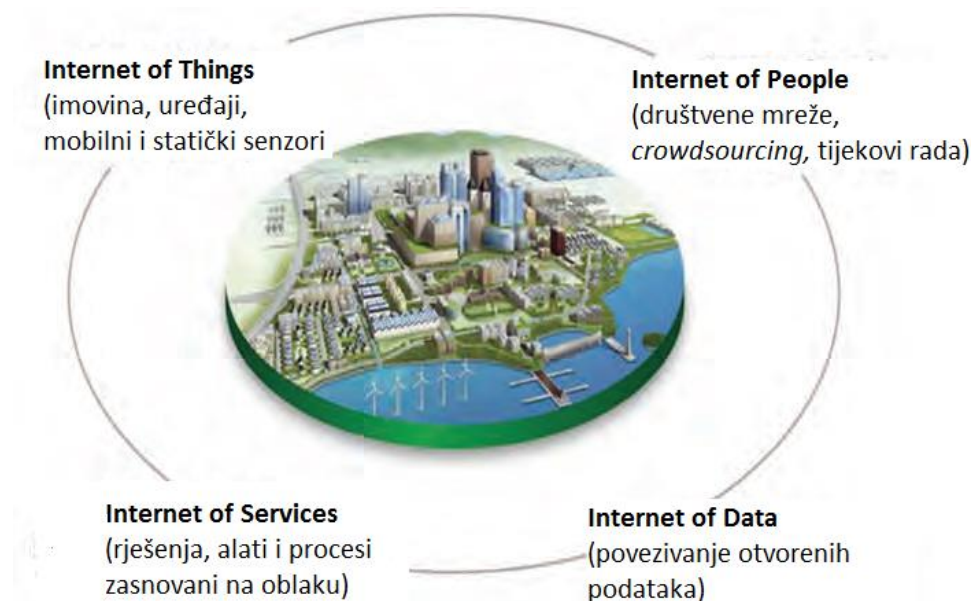 Internet of Things
(imovina, uređaji,
mobilni i statički senzori
Internet of People
(društvene mreže,
crowdsourcing, tijekovi rada)
Internet of Services
(rješenja, alati i procesi
zasnovani na oblaku)
Internet of Data
(povezivanje otvorenih
podataka)